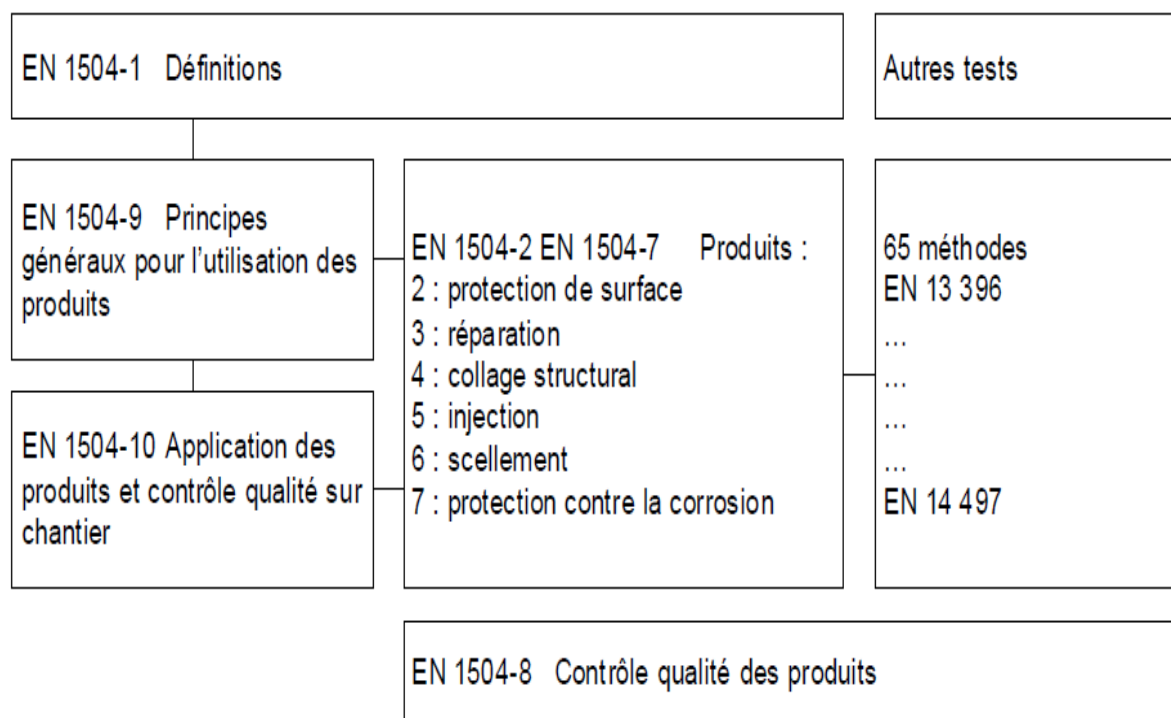 EN 1504-1 Définitions
Autres tests
EN 1504-9 Principes
généraux pour l'utilisation des
produits
EN 1504-10 Application des
produits et contrôle qualité sur
chantier
EN 1504-2 EN 1504-7 Produits :
2 : protection de surface
3 : réparation
4 : collage structural
5 : injection
6 : scellement
7 : protection contre la corrosion
65 méthodes
EN 13 396
...
...
...
...
EN 14 497
EN 1504-8 Contrôle qualité des produits